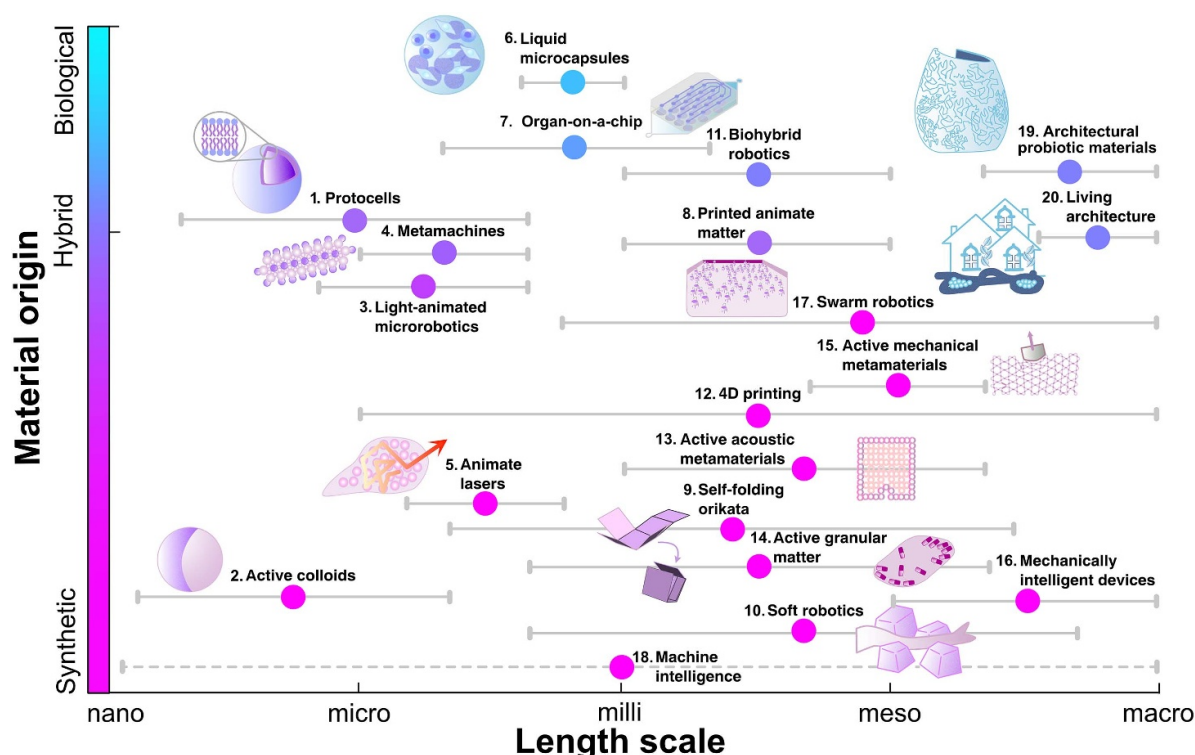 Material origin
Biological
Hybrid
Synthetic
6. Liquid
microcapsules
7. Organ-on-a-chip
11. Biohybrid
robotics
19. Architectural
probiotic materials
1. Protocells
20. Living
architecture
4. Metamachines
8. Printed animate
matter
3. Light-animated
microrobotics
17. Swarm robotics
15. Active mechanical
metamaterials
12. 4D printing
13. Active acoustic
metamaterials
5. Animate
lasers
9. Self-folding
orikata
14. Active granular
matter
2. Active colloids
16. Mechanically
intelligent devices
10. Soft robotics
18. Machine
intelligence
nano
micro
milli
meso
macro
Length scale